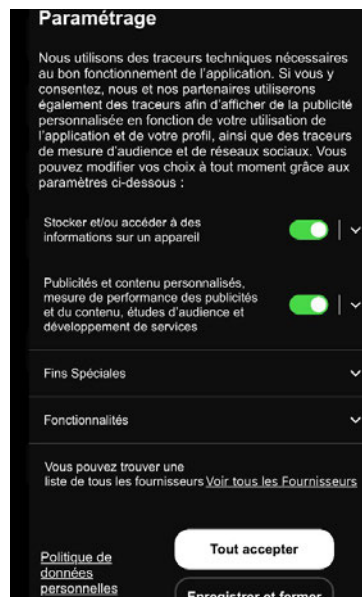 Paramétrage
Nous utilisons des traceurs techniques nécessaires
au bon fonctionnement de l'application. Si vous y
consentez, nous et nos partenaires utiliserons
également des traceurs afin d'afficher de la publicité
personnalisée en fonction de votre utilisation de
l'application et de votre profil, ainsi que des traceurs
de mesure d'audience et de réseaux sociaux. Vous
pouvez modifier vos choix à tout moment grâce aux
paramètres ci-dessous :
Stocker et/ou accéder à des
informations sur un appareil
Publicités et contenu personnalisés,
mesure de performance des publicités
et du contenu, études d'audience et
développement de services
Fins Spéciales
Fonctionnalités
Vous pouvez trouver une
liste de tous les fournisseurs Voir tous les Fournisseurs
Tout accepter
Politique de
données
personnelles
Enregistrer et fermer